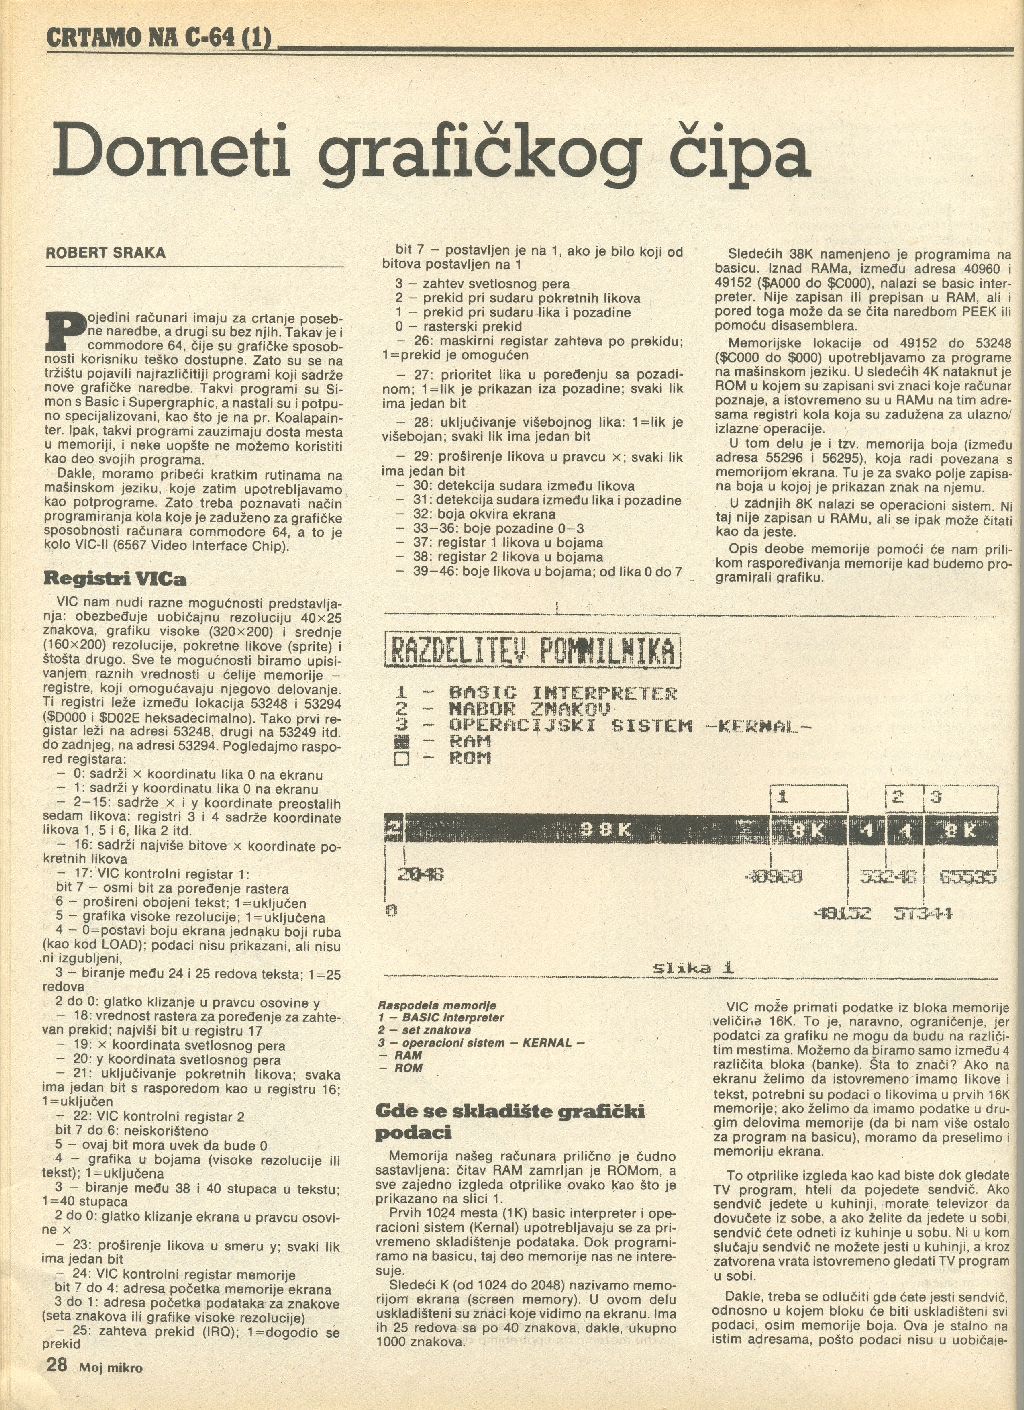 CRTAMO NA C-64 (1)
Dometi grafičkog čipa
ROBERT SRAKA
Pojedini računari imaju za crtanje poseb-
ne naredbe, a drugi su bez njih. Takav je i
commodore 64, čije su grafičke sposob-
nosti korisniku teško dostupne. Zato su se na
tržištu pojavili najrazličitiji programi koji sadrže
nove grafičke naredbe. Takvi programi su Si-
mon s Basic i Supergraphic, a nastali su i potpu-
no specijalizovani, kao što je na pr. Koalapain-
ter. Ipak, takvi programi zauzimaju dosta mesta
u memoriji, i neke uopšte ne možemo koristiti
kao deo svojih programa.
Dakle, moramo pribeći kratkim rutinama na
mašinskom jeziku, koje zatim upotrebljavamo
kao potprograme. Zato treba poznavati način
programiranja kola koje je zaduženo za grafičke
sposobnosti računara commodore 64, a to je
kolo VIC-II (6567 Video Interface Chip).
Registri VICa
VIC nam nudi razne mogućnosti predstavlja-
nja: obezbeđuje uobičajnu rezoluciju 40×25
znakova, grafiku visoke (320×200) i srednje
(160×200) rezolucije, pokretne likove (sprite) i
štošta drugo. Sve te mogućnosti biramo upisi-
vanjem raznih vrednosti u ćelije memorije –
registre, koji omogućavaju njegovo delovanje.
Ti registri leže između lokacija 53248 i 53294
($D000 i $D02E heksadecimalno). Tako prvi re-
gistar leži na adresi 53248, drugi na 53249 itd.
do zadnjeg, na adresi 53294. Pogledajmo raspo-
red registara:
– 0: sadrži x koordinatu lika 0 na ekranu
– 1: sadrži y koordinatu lika 0 na ekranu
– 2–15: sadrže x i y koordinate preostalih
sedam likova: registri 3 i 4 sadrže koordinate
likova 1, 5 i 6, lika 2 itd.
– 16: sadrži najviše bitove x koordinate po-
kretnih likova
– 17: VIC kontrolni registar 1:
bit 7 – osmi bit za poređenje rastera
6 – prošireni obojeni tekst; 1=uključen
5 – grafika visoke rezolucije; 1=uključena
4 – 0=postavi boju ekrana jednaku boji ruba
(kao kod LOAD); podaci nisu prikazani, ali nisu
ni izgubljeni,
3 – biranje među 24 i 25 redova teksta; 1=25
redova
2 do 0: glatko klizanje u pravcu osovine y
– 18: vrednost rastera za poređenje za zahte-
van prekid; najviši bit u registru 17
– 19: x koordinata svetlosnog pera
– 20: y koordinata svetlosnog pera
– 21: uključivanje pokretnih likova; svaka
ima jedan bit s rasporedom kao u registru 16;
1=uključen
– 22: VIC kontrolni registar 2
bit 7 do 6: neiskorišteno
5 – ovaj bit mora uvek da bude 0
4 – grafika u bojama (visoke rezolucije ili
tekst); 1=uključena
3 – biranje među 38 i 40 stupaca u tekstu;
1=40 stupaca
2 do 0: glatko klizanje ekrana u pravcu osovi-
ne x
– 23: proširenje likova u smeru y; svaki lik
ima jedan bit
– 24: VIC kontrolni registar memorije
bit 7 do 4: adresa početka memorije ekrana
3 do 1: adresa početka podataka za znakove
(seta znakova ili grafike visoke rezolucije)
– 25: zahteva prekid (IRQ); 1=dogodio se
prekid
bit 7 – postavljen je na 1, ako je bilo koji od
bitova postavljen na 1
3 – zahtev svetlosnog pera
2 – prekid pri sudaru pokretnih likova
1 – prekid pri sudaru lika i pozadine
0 – rasterski prekid
– 26: maskirni registar zahteva po prekidu;
1=prekid je omogućen
– 27: prioritet lika u poređenju sa pozadi-
nom; 1=lik je prikazan iza pozadine; svaki lik
ima jedan bit
– 28: uključivanje višebojnog lika: 1=lik je
višebojan; svaki lik ima jedan bit
– 29: proširenje likova u pravcu x; svaki lik
ima jedan bit
– 30: detekcija sudara između likova
– 31: detekcija sudara između lika i pozadine
– 32: boja okvira ekrana
– 33–36: boje pozadine 0–3
– 37: registar 1 likova u bojama
– 38: registar 2 likova u bojama
– 39–46: boje likova u bojama; od lika 0 do 7
Sledećih 38K namenjeno je programima na
basicu. Iznad RAMa, između adresa 40960 i
49152 ($A000 do $C000), nalazi se basic inter-
preter. Nije zapisan ili prepisan u RAM, ali i
pored toga može da se čita naredbom PEEK ili
pomoću disasemblera.
Memorijske lokacije od 49152 do 53248
($C000 do $000) upotrebljavamo za programe
na mašinskom jeziku. U sledećih 4K nataknut je
ROM u kojem su zapisani svi znaci koje računar
poznaje, a istovremeno su u RAMu na tim adre-
sama registri kola koja su zadužena za ulazno/
izlazne operacije.
U tom delu je i tzv. memorija boja (između
adresa 55296 i 56295), koja radi povezana s
memorijom ekrana. Tu je za svako polje zapisa-
na boja u kojoj je prikazan znak na njemu.
U zadnjih 8K nalazi se operacioni sistem. Ni
taj nije zapisan u RAMu, ali se ipak može čitati
kao da jeste.
Opis deobe memorije pomoći će nam prili-
kom raspoređivanja memorije kad budemo pro-
gramirali grafiku.
RAZDELITEV POMNILNIKA
1 – BASIC INTERPRETER
2 – NABOR ZNAKOV
3 – OPERACIJSKI SISTEM –KERNAL–
– RAM
– ROM
1 2 3
2 38K 8K 4 4 8K
2048 40960 53248 65535
0 49152 57344
slika 1
Raspodela memorije
1 – BASIC Interpreter
2 – set znakova
3 – operacioni sistem – KERNAL –
– RAM
– ROM
Gde se skladište grafički
podaci
Memorija našeg računara prilično je čudno
sastavljena: čitav RAM zamrljan je ROMom, a
sve zajedno izgleda otprilike ovako kao što je
prikazano na slici 1.
Prvih 1024 mesta (1K) basic interpreter i ope-
racioni sistem (Kernal) upotrebljavaju se za pri-
vremeno skladištenje podataka. Dok programi-
ramo na basicu, taj deo memorije nas ne intere-
suje.
Sledeći K (od 1024 do 2048) nazivamo memo-
rijom ekrana (screen memory). U ovom delu
uskladišteni su znaci koje vidimo na ekranu. Ima
ih 25 redova sa po 40 znakova, dakle, ukupno
1000 znakova.
VIC može primati podatke iz bloka memorije
veličine 16K. To je, naravno, ograničenje, jer
podatci za grafiku ne mogu da budu na različi-
tim mestima. Možemo da biramo samo između 4
različita bloka (banke). Šta to znači? Ako na
ekranu želimo da istovremeno imamo likove i
tekst, potrebni su podaci o likovima u prvih 16K
memorije; ako želimo da imamo podatke u dru-
gim delovima memorije (da bi nam više ostalo
za program na basicu), moramo da preselimo i
memoriju ekrana.
To otprilike izgleda kao kad biste dok gledate
TV program, hteli da pojedete sendvič. Ako
sendvič jedete u kuhinji, morate televizor da
dovučete iz sobe, a ako želite da jedete u sobi,
sendvič ćete odneti iz kuhinje u sobu. Ni u kom
slučaju sendvič ne možete jesti u kuhinji, a kroz
zatvorena vrata istovremeno gledati TV program
u sobi.
Dakle, treba se odlučiti gde ćete jesti sendvič,
odnosno u kojem bloku će biti uskladišteni svi
podaci, osim memorije boja. Ova je stalno na
istim adresama, pošto podaci nisu u uobičaje-
28 Moj mikro